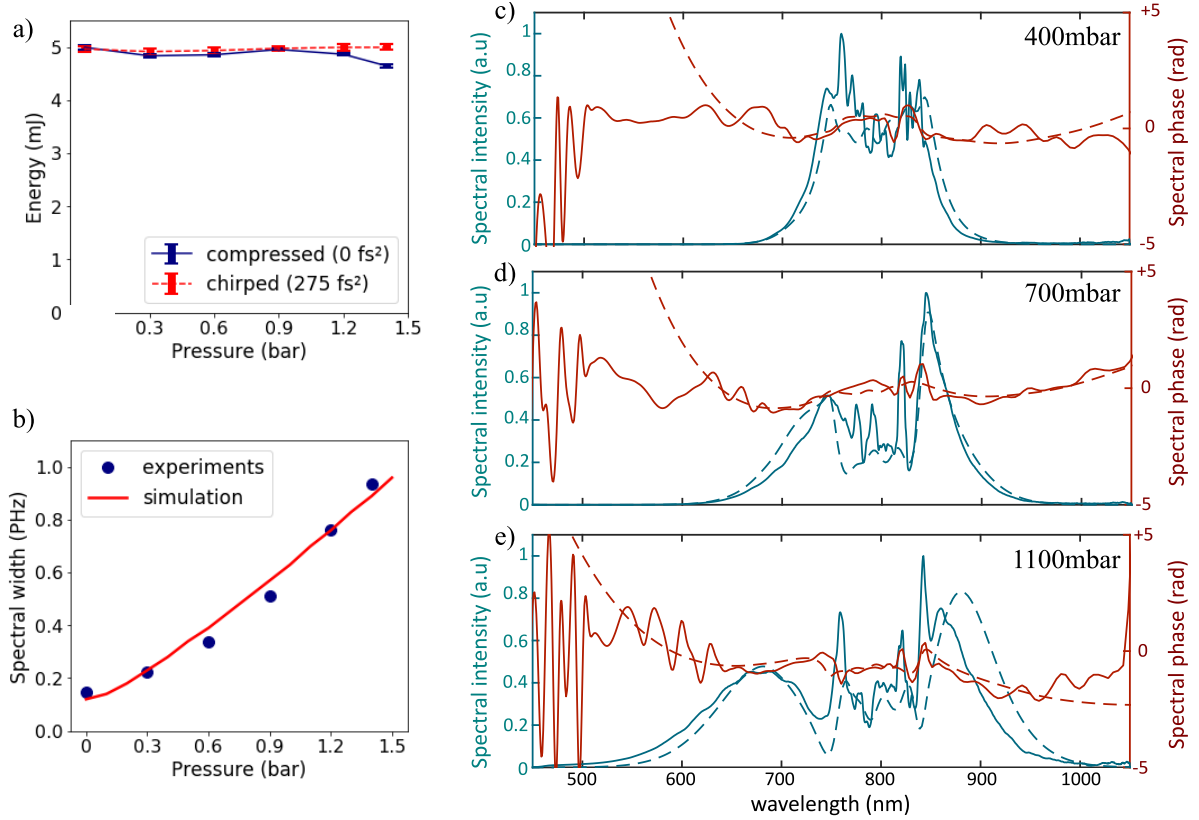 a)
Energy (mJ)
5
4
3
2
1
0
compressed (0 fs²)
chirped (275 fs²)
0.3
0.6
0.9
1.2
1.5
Pressure (bar)
b)
Spectral width (PHz)
1.0
0.8
0.6
0.4
0.2
0.0
experiments
simulation
0
0.3
0.6
0.9
1.2
1.5
Pressure (bar)
c)
400mbar
Spectral intensity (a.u)
1
0.8
0.6
0.4
0.2
0
+5
0
-5
Spectral phase (rad)
d)
700mbar
Spectral intensity (a.u)
1
0.8
0.6
0.4
0.2
0
+5
0
-5
Spectral phase (rad)
e)
1100mbar
Spectral intensity (a.u)
1
0.8
0.6
0.4
0.2
0
+5
0
-5
Spectral phase (rad)
500
600
700
800
900
1000
wavelength (nm)